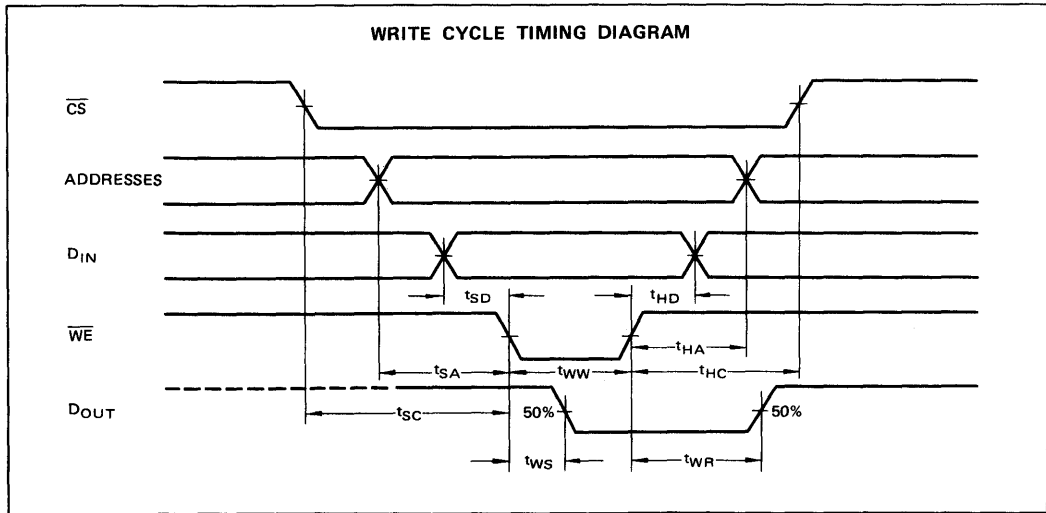 WRITE CYCLE TIMING DIAGRAM
CS
ADDRESSES
DIN
tSD
tHD
WE
tHA
tSA
tWW
tHC
DOUT
tSC
50%
50%
tWS
tWR